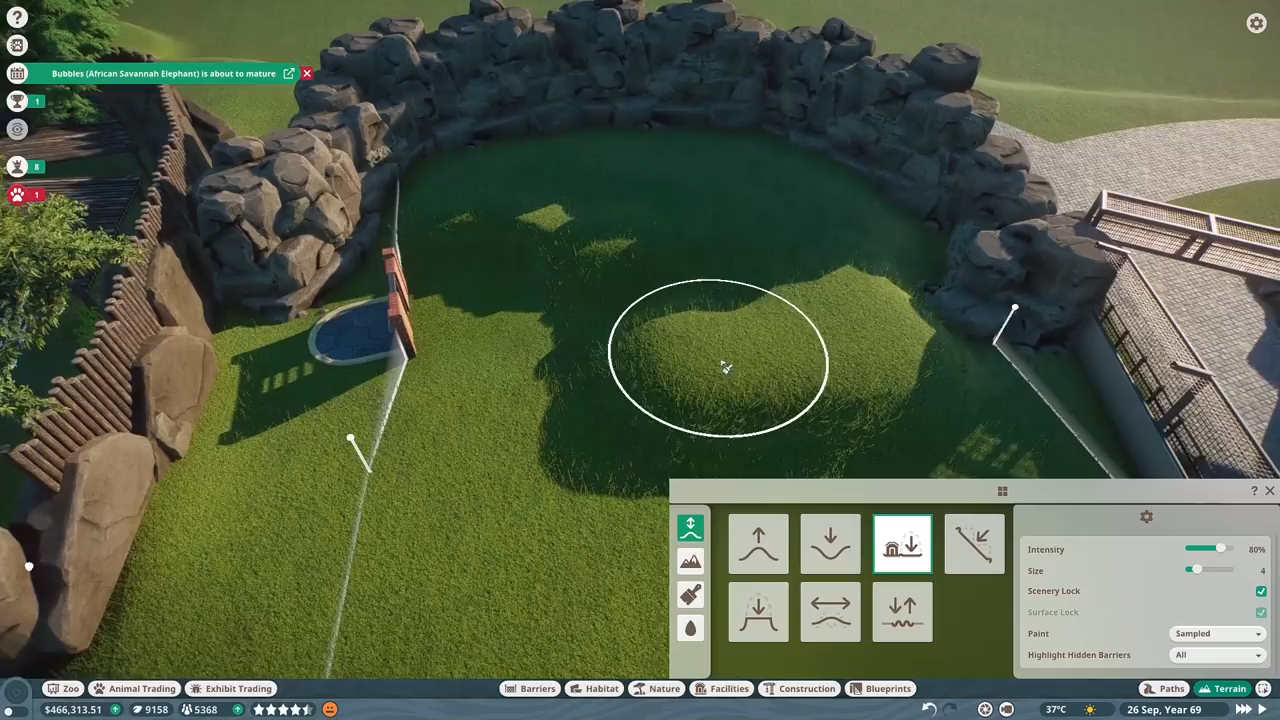 ?
Bubbles (African Savannah Elephant) is about to mature
1
8
1
?
Intensity 80%
Size 4
Scenery Lock
Surface Lock
Paint Sampled
Highlight Hidden Barriers All
Zoo Animal Trading Exhibit Trading Barriers Habitat Nature Facilities Construction Blueprints Paths Terrain
$466,313.51 9158 5368 37°C 26 Sep, Year 69